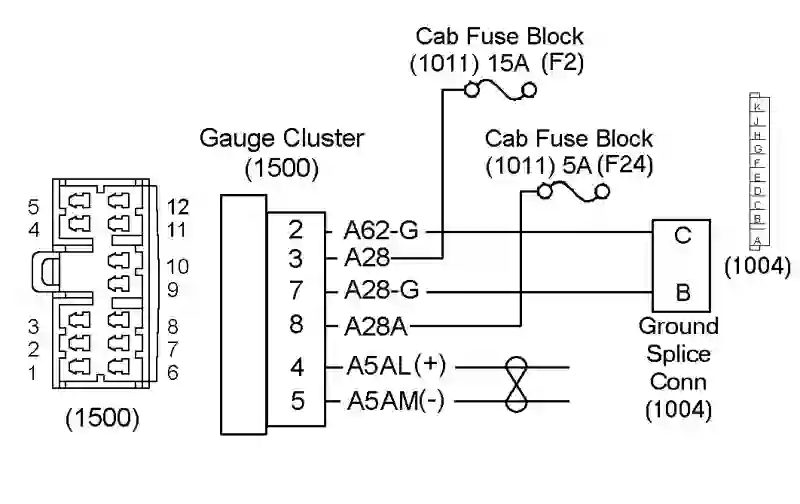 Cab Fuse Block
(1011) 15A (F2)
Cab Fuse Block
(1011) 5A (F24)
Gauge Cluster
(1500)
K
J
H
G
F
E
D
C
B
A
(1004)
5
4
3
2
1
12
11
10
9
8
7
6
(1500)
2 A62-G
3 A28
7 A28-G
8 A28A
4 A5AL(+)
5 A5AM(-)
C
B
Ground
Splice
Conn
(1004)